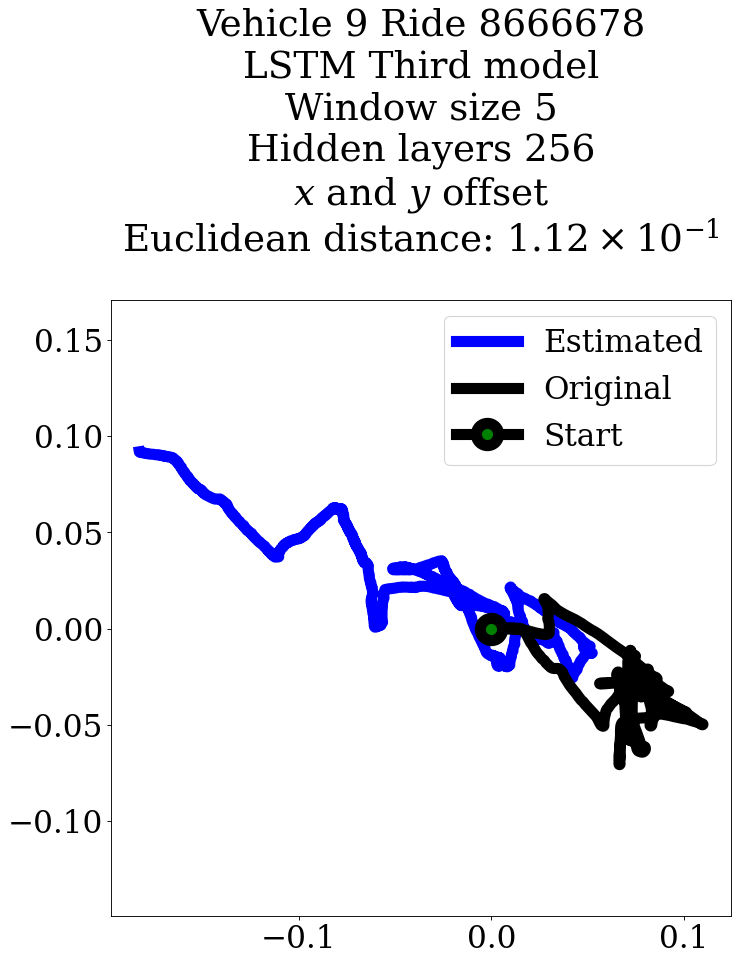 Vehicle 9 Ride 8666678
LSTM Third model
Window size 5
Hidden layers 256
x and y offset
Euclidean distance: 1.12 × 10⁻¹
Estimated
Original
Start
0.15
0.10
0.05
0.00
−0.05
−0.10
−0.1 0.0 0.1